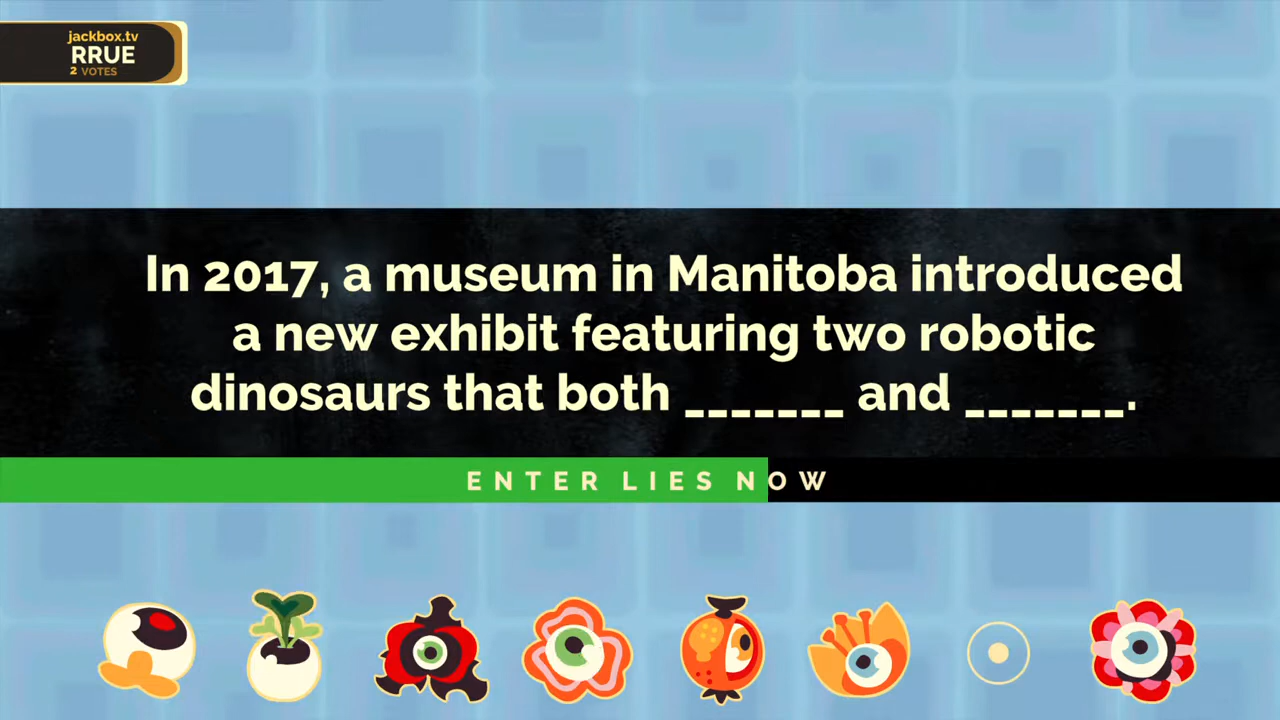 jackbox.tv
RRUE
2 VOTES
In 2017, a museum in Manitoba introduced
a new exhibit featuring two robotic
dinosaurs that both _______ and _______.
ENTER LIES NOW